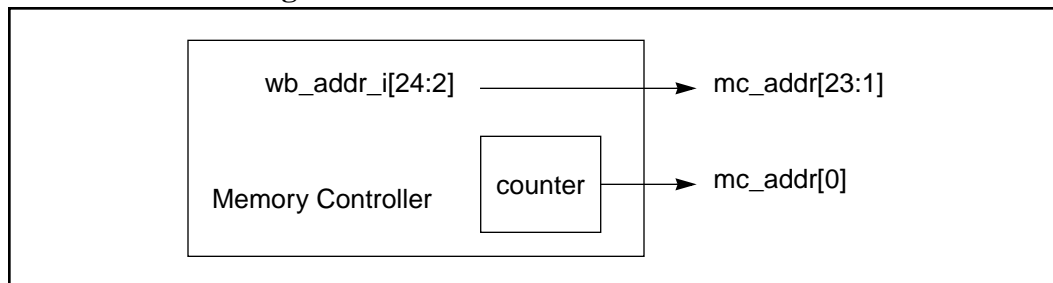 wb_addr_i[24:2] mc_addr[23:1]
counter mc_addr[0]
Memory Controller